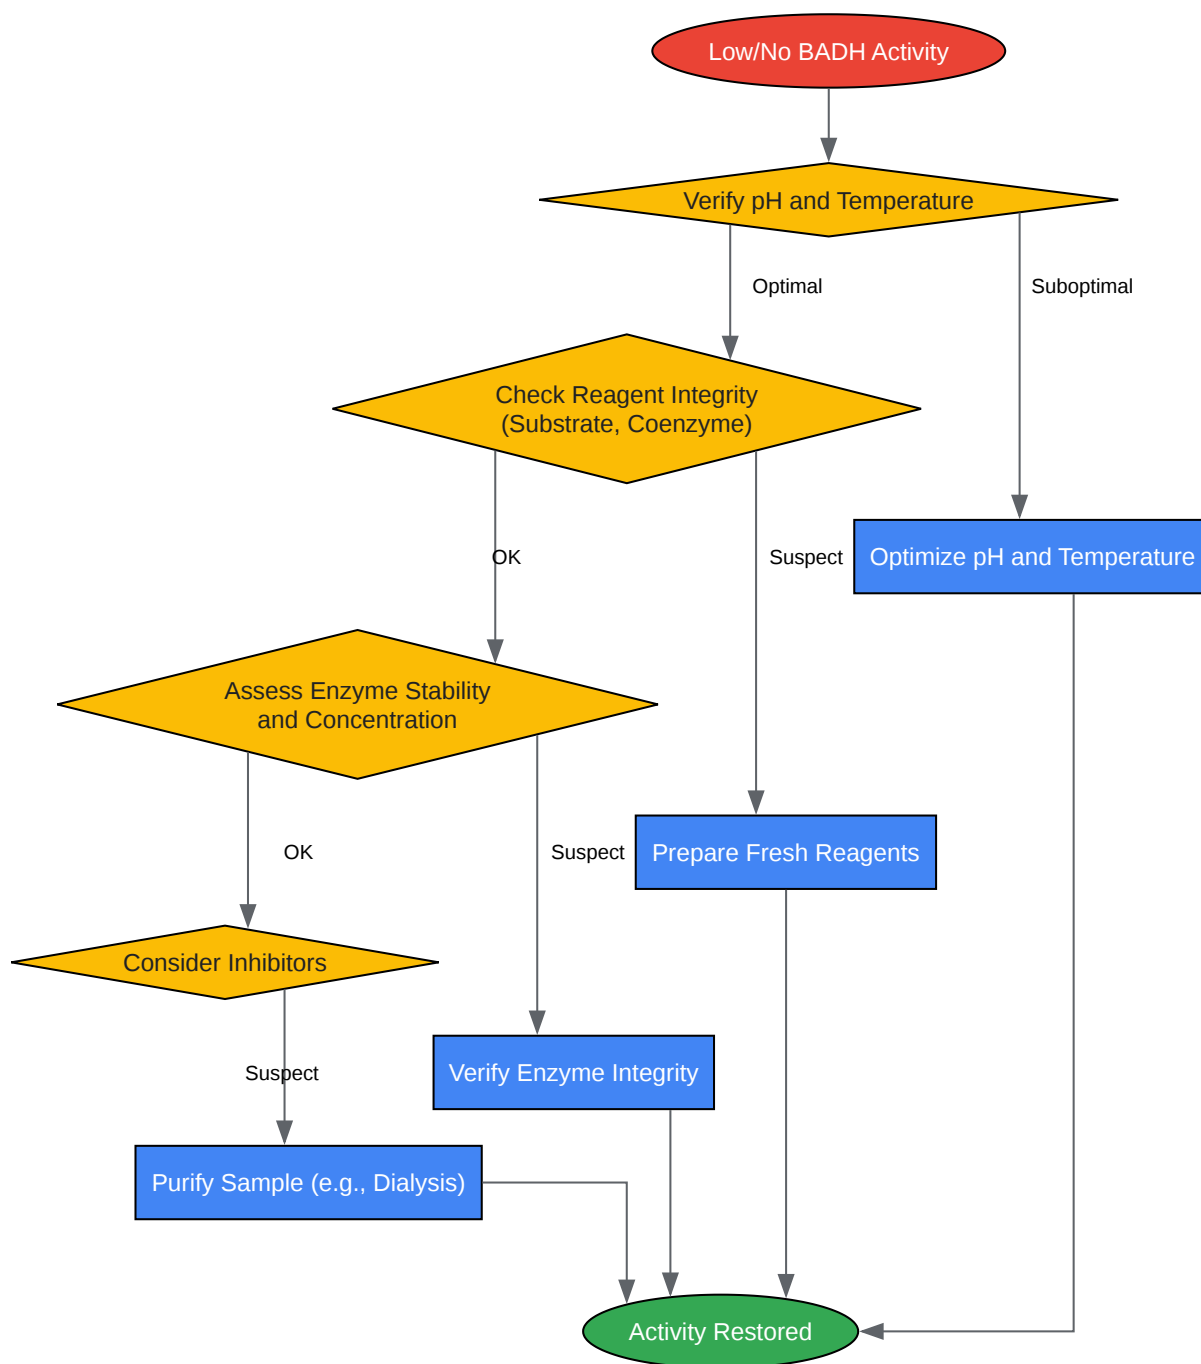 Low/No BADH Activity
Verify pH and Temperature
Optimal
Suboptimal
Check Reagent Integrity
(Substrate, Coenzyme)
OK
Suspect
Optimize pH and Temperature
Assess Enzyme Stability
and Concentration
OK
Suspect
Prepare Fresh Reagents
Consider Inhibitors
Suspect
Verify Enzyme Integrity
Purify Sample (e.g., Dialysis)
Activity Restored